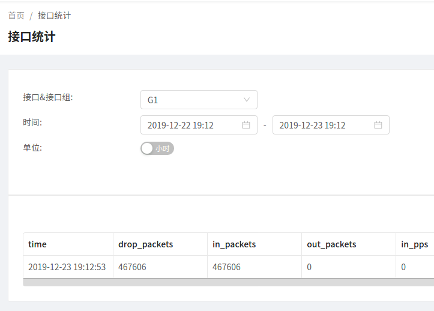 首页 / 接口统计
接口统计
接口&接口组: G1
时间: 2019-12-22 19:12 - 2019-12-23 19:12
单位: 小时
time drop_packets in_packets out_packets in_pps
2019-12-23 19:12:53 467606 467606 0 0